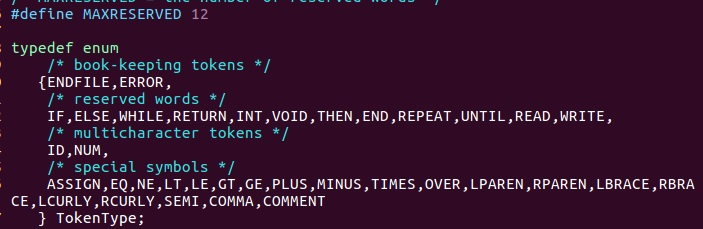 /* MAXRESERVED = the number of reserved words */
#define MAXRESERVED 12
typedef enum
/* book-keeping tokens */
{ENDFILE,ERROR,
/* reserved words */
IF,ELSE,WHILE,RETURN,INT,VOID,THEN,END,REPEAT,UNTIL,READ,WRITE,
/* multicharacter tokens */
ID,NUM,
/* special symbols */
ASSIGN,EQ,NE,LT,LE,GT,GE,PLUS,MINUS,TIMES,OVER,LPAREN,RPAREN,LBRACE,RBRA
CE,LCURLY,RCURLY,SEMI,COMMA,COMMENT
} TokenType;